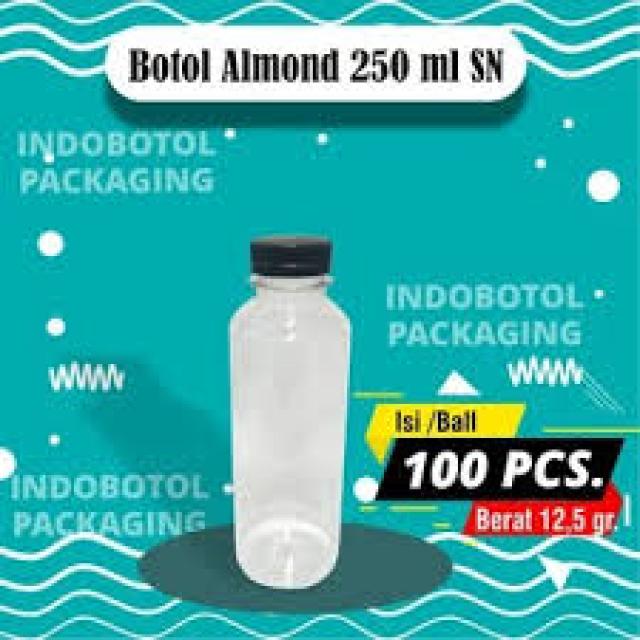 Botol Almond 250 ml SN
INDOBOTOL
PACKAGING
INDOBOTOL
PACKAGING
Isi /Ball
100 PCS.
Berat 12,5 gr.
INDOBOTOL
PACKAGING